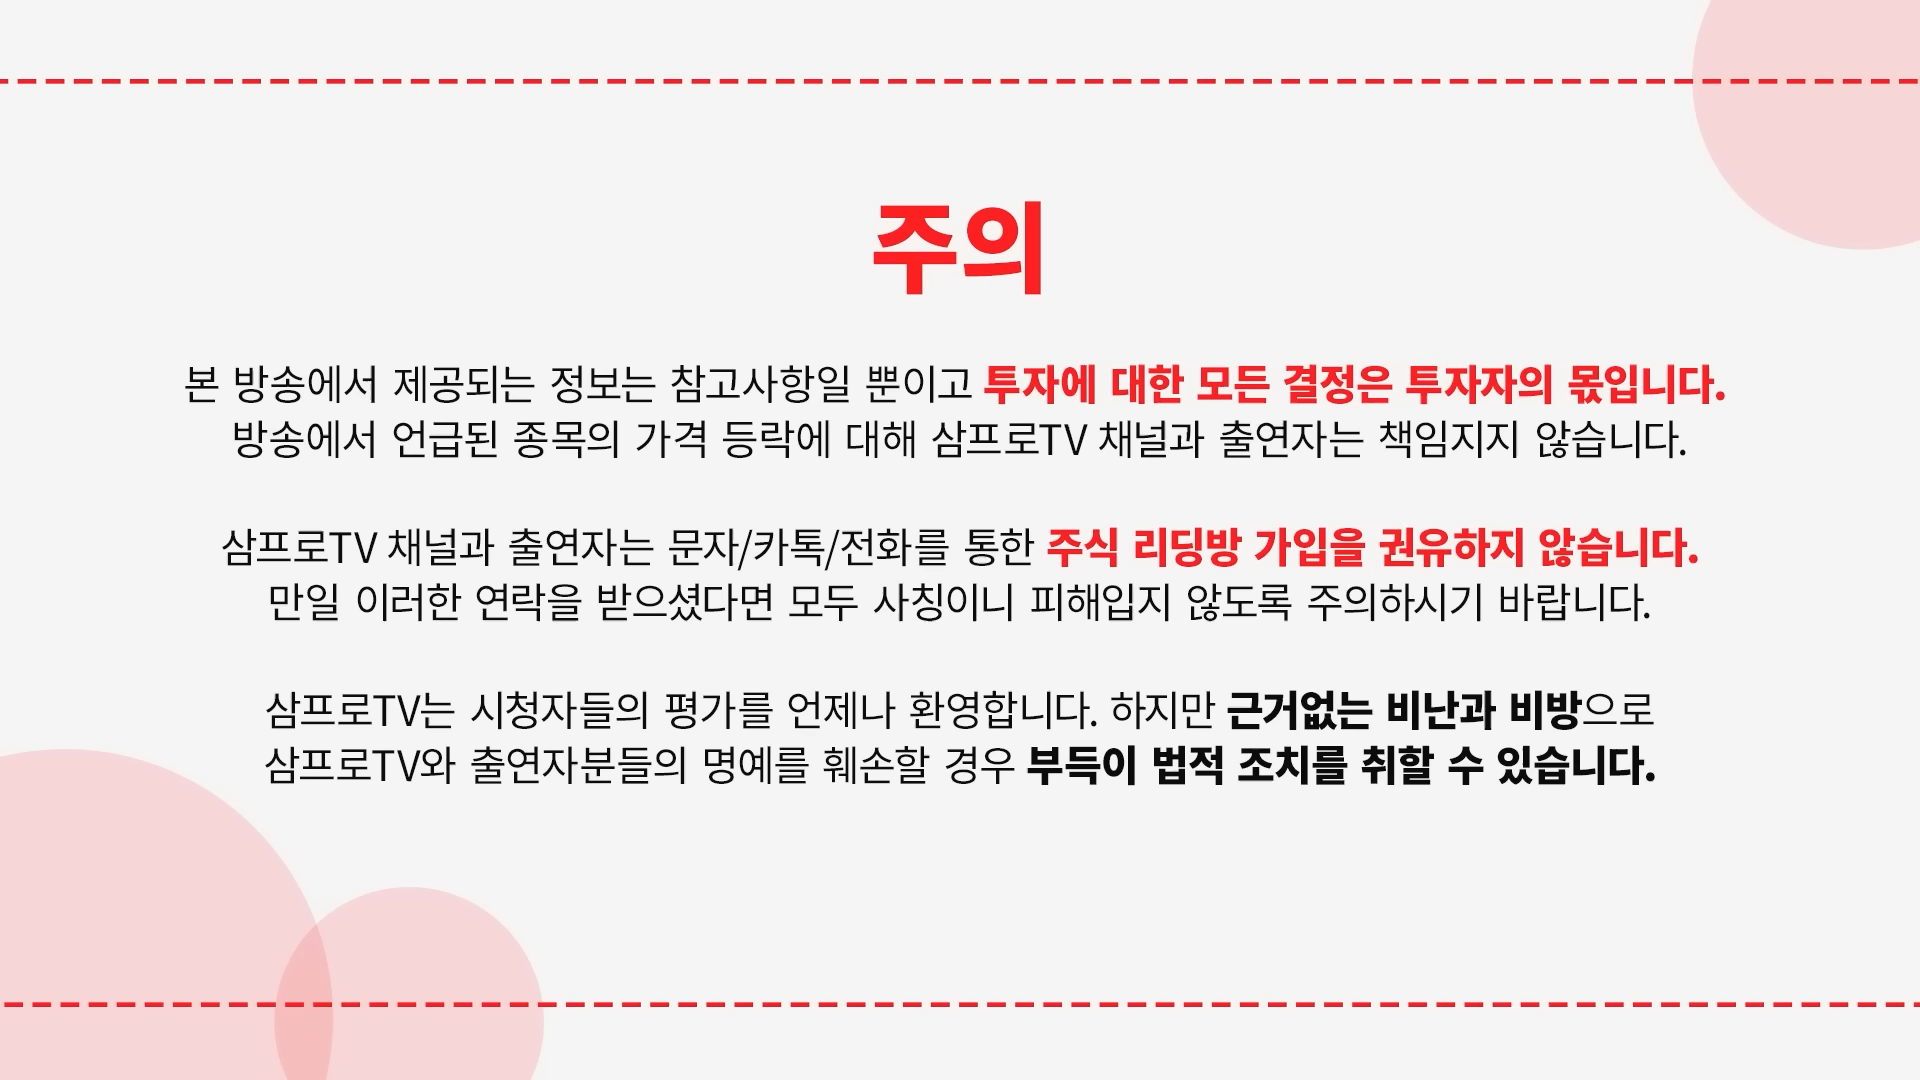 주의
본 방송에서 제공되는 정보는 참고사항일 뿐이고 투자에 대한 모든 결정은 투자자의 몫입니다.
방송에서 언급된 종목의 가격 등락에 대해 삼프로TV 채널과 출연자는 책임지지 않습니다.
삼프로TV 채널과 출연자는 문자/카톡/전화를 통한 주식 리딩방 가입을 권유하지 않습니다.
만일 이러한 연락을 받으셨다면 모두 사칭이니 피해입지 않도록 주의하시기 바랍니다.
삼프로TV는 시청자들의 평가를 언제나 환영합니다. 하지만 근거없는 비난과 비방으로
삼프로TV와 출연자분들의 명예를 훼손할 경우 부득이 법적 조치를 취할 수 있습니다.